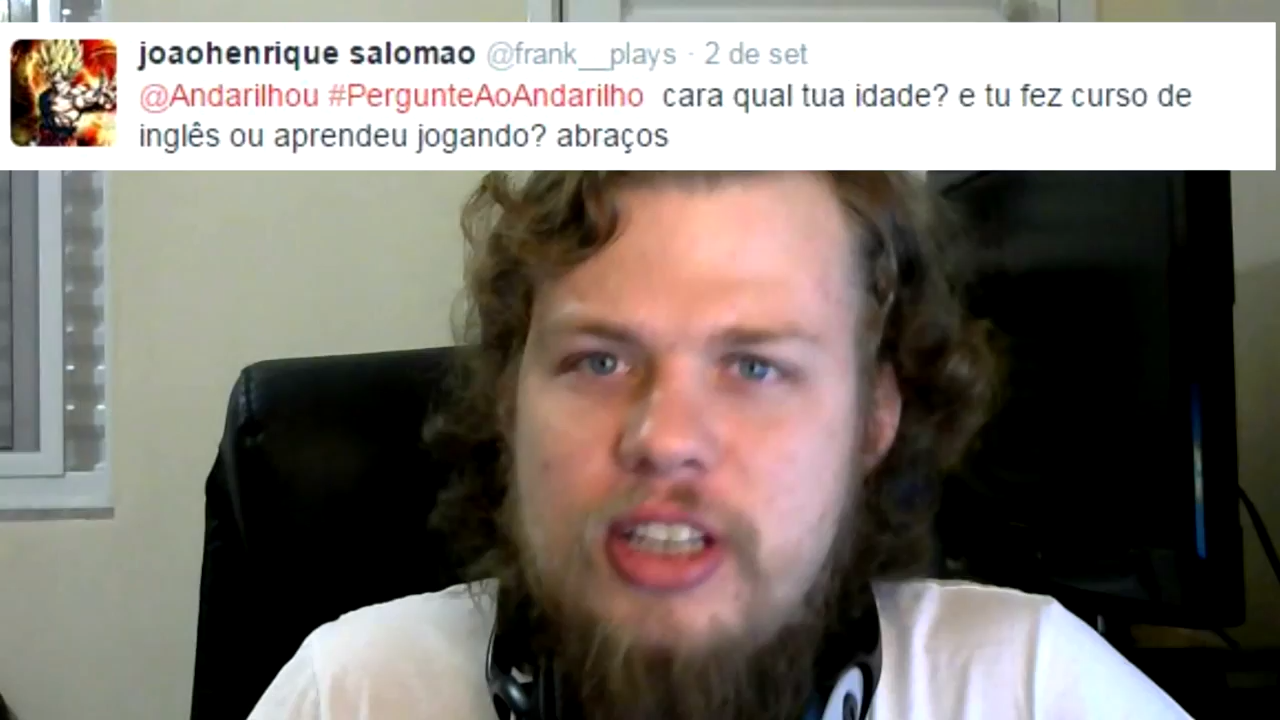 joaohenrique salomao @frank__plays · 2 de set
@Andarilhou #PergunteAoAndarilho cara qual tua idade? e tu fez curso de
inglês ou aprendeu jogando? abraços